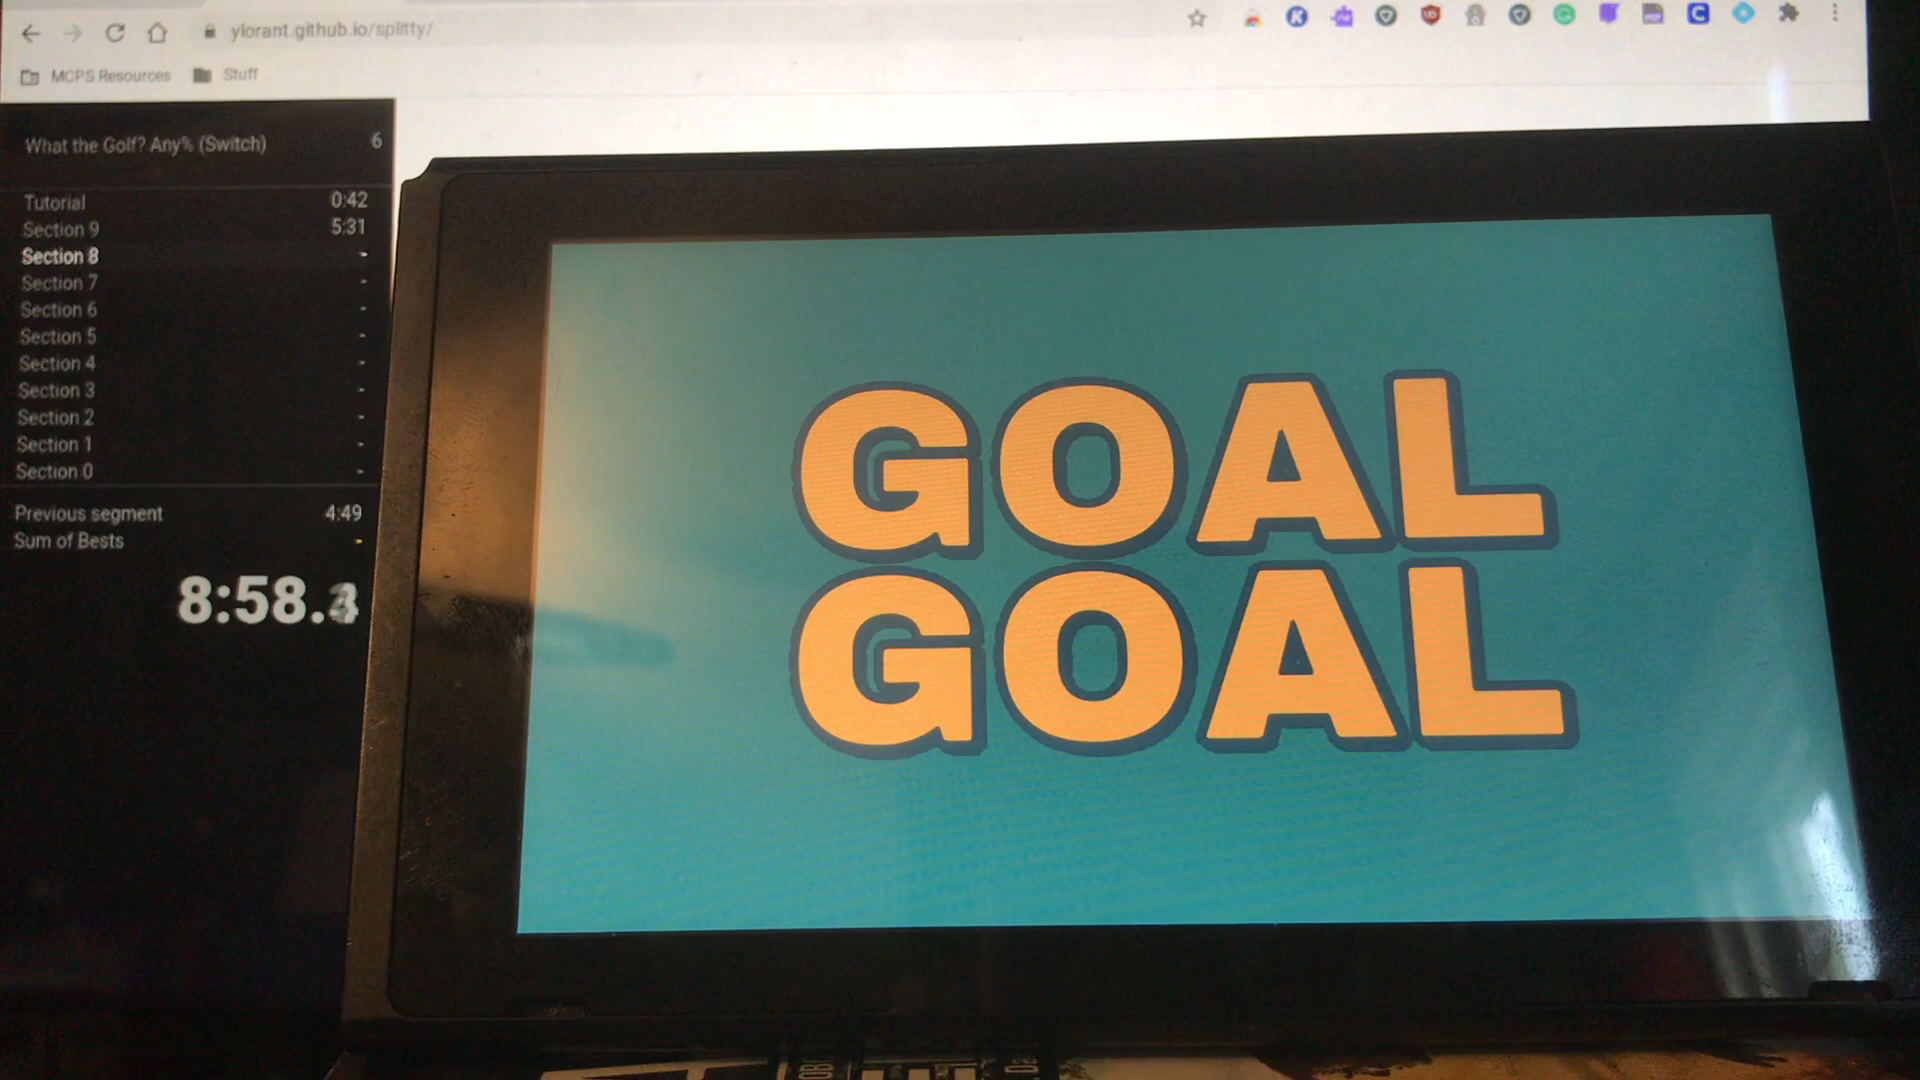 ylorant.github.io/splitty/
MCPS Resources Stuff
What the Golf? Any% (Switch) 6
Tutorial 0:42
Section 9 5:31
Section 8 -
Section 7 -
Section 6 -
Section 5 -
Section 4 -
Section 3 -
Section 2 -
Section 1 -
Section 0 -
Previous segment 4:49
Sum of Bests -
8:58.
GOAL
GOAL